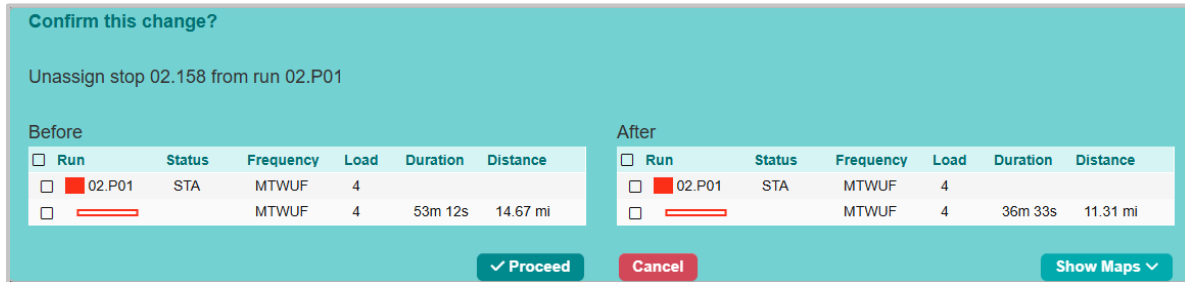 Confirm this change?
Unassign stop 02.158 from run 02.P01
Before
Run Status Frequency Load Duration Distance
02.P01 STA MTWUF 4
MTWUF 4 53m 12s 14.67 mi
After
Run Status Frequency Load Duration Distance
02.P01 STA MTWUF 4
MTWUF 4 36m 33s 11.31 mi
Proceed
Cancel
Show Maps